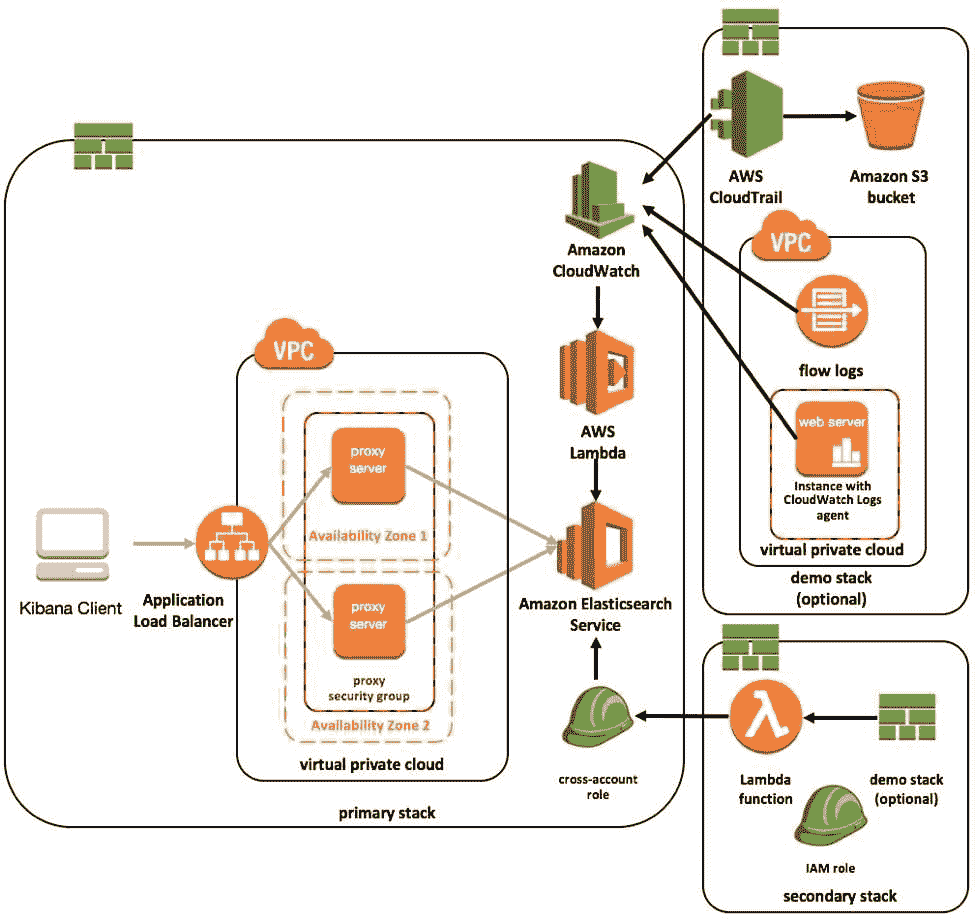 AWS
CloudTrail
Amazon S3
bucket
VPC
flow logs
web server
Instance with
CloudWatch Logs
agent
virtual private cloud
demo stack
(optional)
Amazon
CloudWatch
AWS
Lambda
Amazon Elasticsearch
Service
cross-account
role
VPC
proxy
server
Availability Zone 1
proxy
server
proxy
security group
Availability Zone 2
virtual private cloud
Kibana Client
Application
Load Balancer
primary stack
λ
Lambda
function
demo stack
(optional)
IAM role
secondary stack